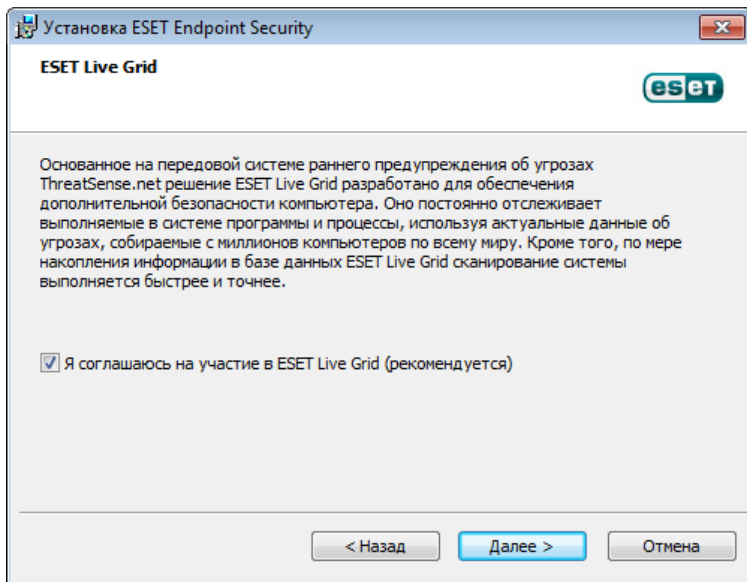 Установка ESET Endpoint Security
ESET Live Grid
eset
Основанное на передовой системе раннего предупреждения об угрозах
ThreatSense.net решение ESET Live Grid разработано для обеспечения
дополнительной безопасности компьютера. Оно постоянно отслеживает
выполняемые в системе программы и процессы, используя актуальные данные об
угрозах, собираемые с миллионов компьютеров по всему миру. Кроме того, по мере
накопления информации в базе данных ESET Live Grid сканирование системы
выполняется быстрее и точнее.
Я соглашаюсь на участие в ESET Live Grid (рекомендуется)
< Назад
Далее >
Отмена